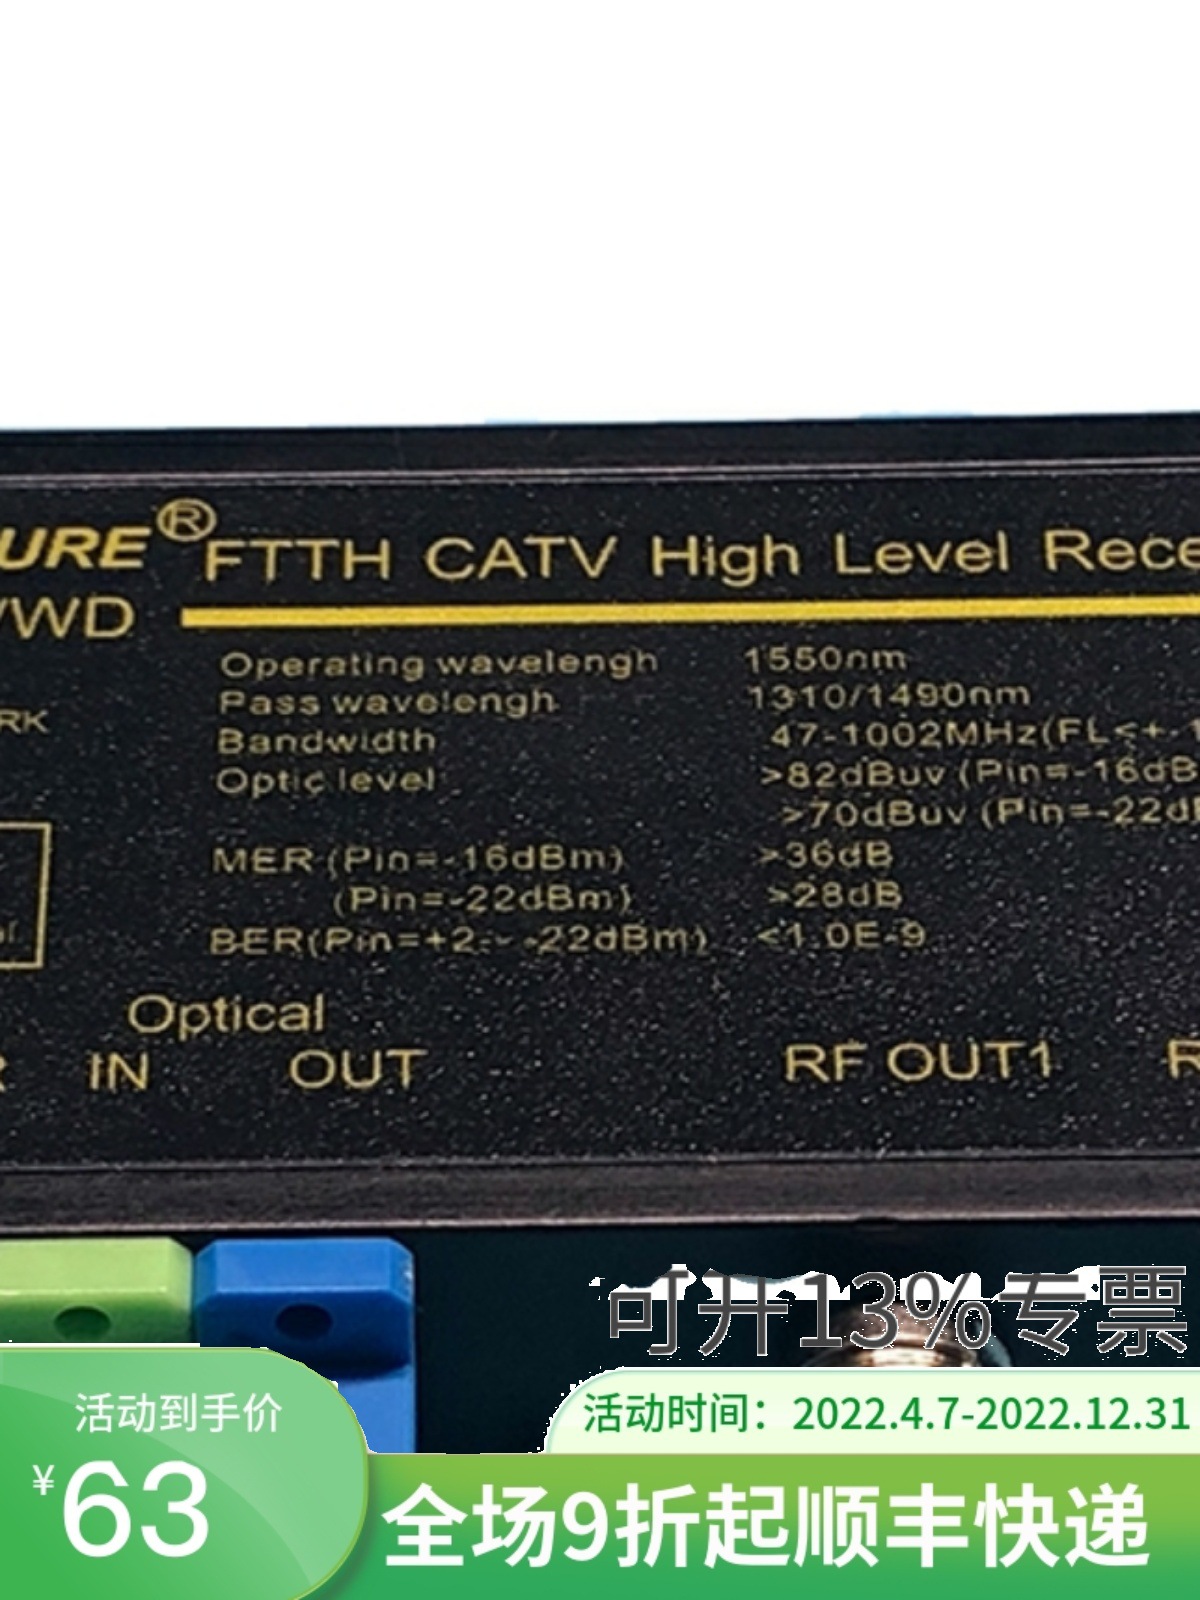 URE® FTTH CATV High Level Rece
/WD
Operating wavelengh 1550nm
Pass wavelengh 1310/1490nm
RK
Bandwidth 47-1002MHz(FL≤+-1
Optic level >82dBuv (Pin=-16dB
>70dBuv (Pin=-22d
MER (Pin=-16dBm) >36dB
(Pin=-22dBm) >28dB
BER(Pin=+2-- -22dBm) <1.0E-9
Optical
R IN OUT RF OUT1 R
可开13%专票
活动到手价
活动时间：2022.4.7-2022.12.31
¥63
全场9折起顺丰快递